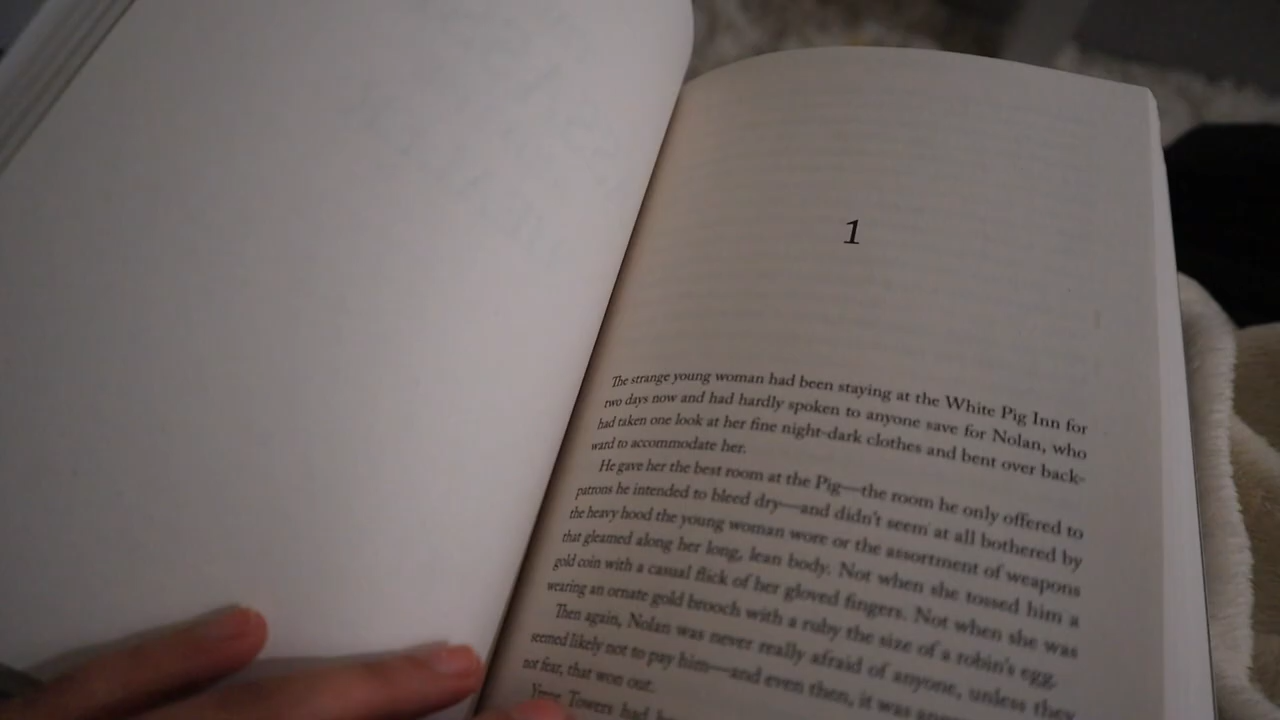 1
The strange young woman had been staying at the White Pig Inn for
two days now and had hardly spoken to anyone save for Nolan, who
had taken one look at her fine night-dark clothes and bent over back-
ward to accommodate her.
He gave her the best room at the Pig—the room he only offered to
patrons he intended to bleed dry—and didn't seem at all bothered by
the heavy hood the young woman wore or the assortment of weapons
that gleamed along her long, lean body. Not when she tossed him a
gold coin with a casual flick of her gloved fingers. Not when she was
wearing an ornate gold brooch with a ruby the size of a robin's egg.
Then again, Nolan was never really afraid of anyone, unless they
seemed likely not to pay him—and even then, it was
not fear, that won out.
Towers had